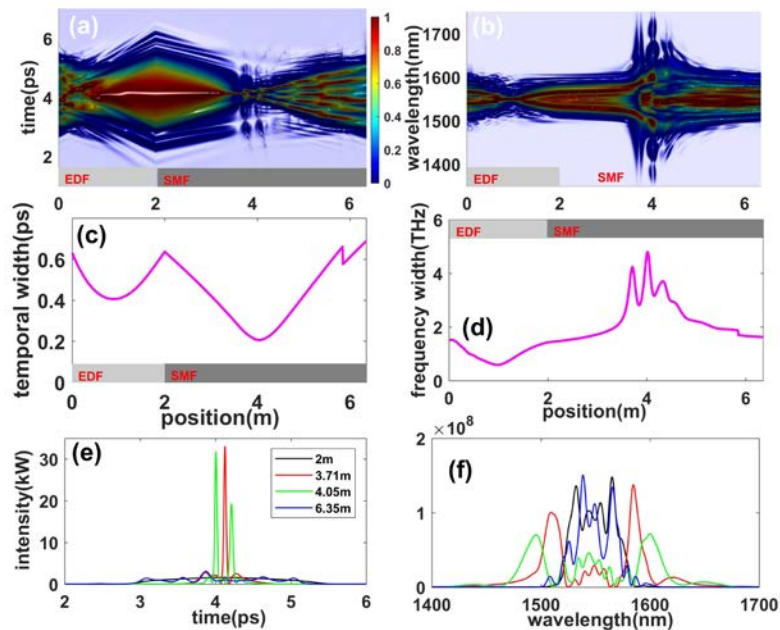 (a)
7
6
5
4
3
2
time(ps)
EDF
SMF
0
2
4
6
1
0.8
0.6
0.4
0.2
0
(b)
1700
1600
1500
1400
wavelength(nm)
EDF
SMF
0
2
4
6
(c)
0.6
0.4
0.2
0
temporal width(ps)
EDF
SMF
0
2
4
6
position(m)
(d)
6
4
2
0
frequency width(THz)
EDF
SMF
0
2
4
6
position(m)
(e)
30
20
10
0
intensity(kW)
2m
3.71m
4.05m
6.35m
2
3
4
5
6
time(ps)
(f)
×10⁸
2
1
0
1400
1500
1600
1700
wavelength(nm)